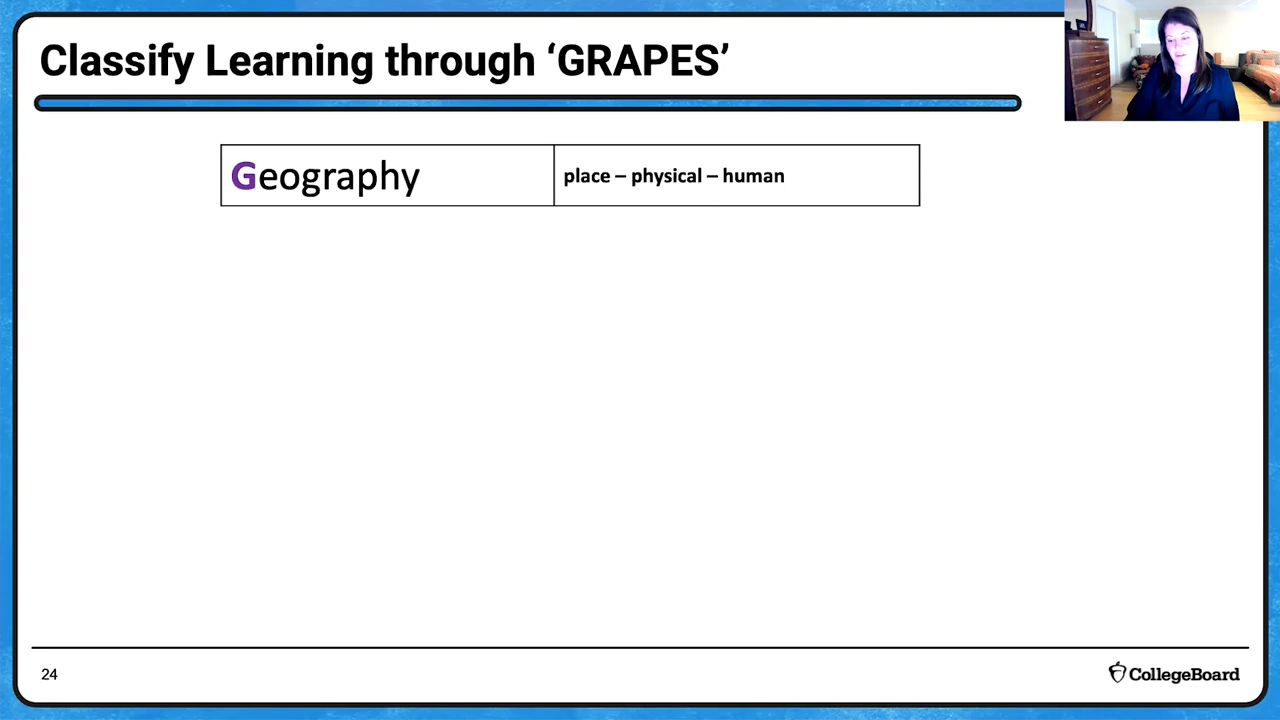 Classify Learning through ‘GRAPES’
Geography
place – physical – human
24
CollegeBoard